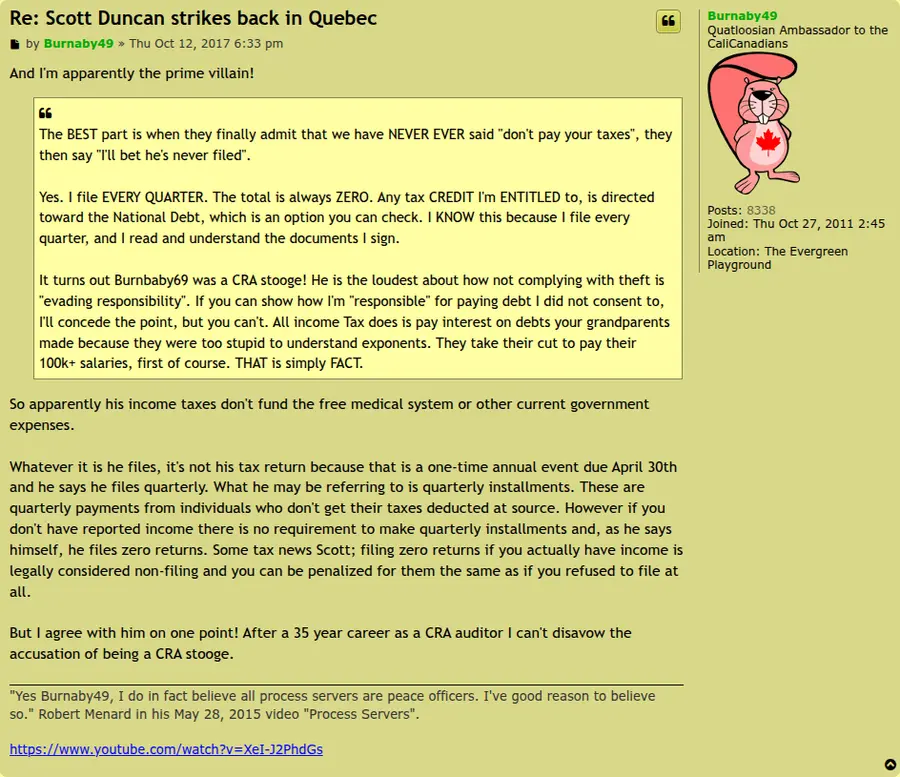 Re: Scott Duncan strikes back in Quebec
by Burnaby49 » Thu Oct 12, 2017 6:33 pm
And I'm apparently the prime villain!
The BEST part is when they finally admit that we have NEVER EVER said "don't pay your taxes", they
then say "I'll bet he's never filed".
Yes. I file EVERY QUARTER. The total is always ZERO. Any tax CREDIT I'm ENTITLED to, is directed
toward the National Debt, which is an option you can check. I KNOW this because I file every
quarter, and I read and understand the documents I sign.
It turns out Burnbaby69 was a CRA stooge! He is the loudest about how not complying with theft is
"evading responsibility". If you can show how I'm "responsible" for paying debt I did not consent to,
I'll concede the point, but you can't. All income Tax does is pay interest on debts your grandparents
made because they were too stupid to understand exponents. They take their cut to pay their
100k+ salaries, first of course. THAT is simply FACT.
So apparently his income taxes don't fund the free medical system or other current government
expenses.
Whatever it is he files, it's not his tax return because that is a one-time annual event due April 30th
and he says he files quarterly. What he may be referring to is quarterly installments. These are
quarterly payments from individuals who don't get their taxes deducted at source. However if you
don't have reported income there is no requirement to make quarterly installments and, as he says
himself, he files zero returns. Some tax news Scott; filing zero returns if you actually have income is
legally considered non-filing and you can be penalized for them the same as if you refused to file at
all.
But I agree with him on one point! After a 35 year career as a CRA auditor I can't disavow the
accusation of being a CRA stooge.
"Yes Burnaby49, I do in fact believe all process servers are peace officers. I've good reason to believe
so." Robert Menard in his May 28, 2015 video "Process Servers".
https://www.youtube.com/watch?v=XeI-J2PhdGs
Burnaby49
Quatloosian Ambassador to the
CaliCanadians
Posts: 8338
Joined: Thu Oct 27, 2011 2:45
am
Location: The Evergreen
Playground